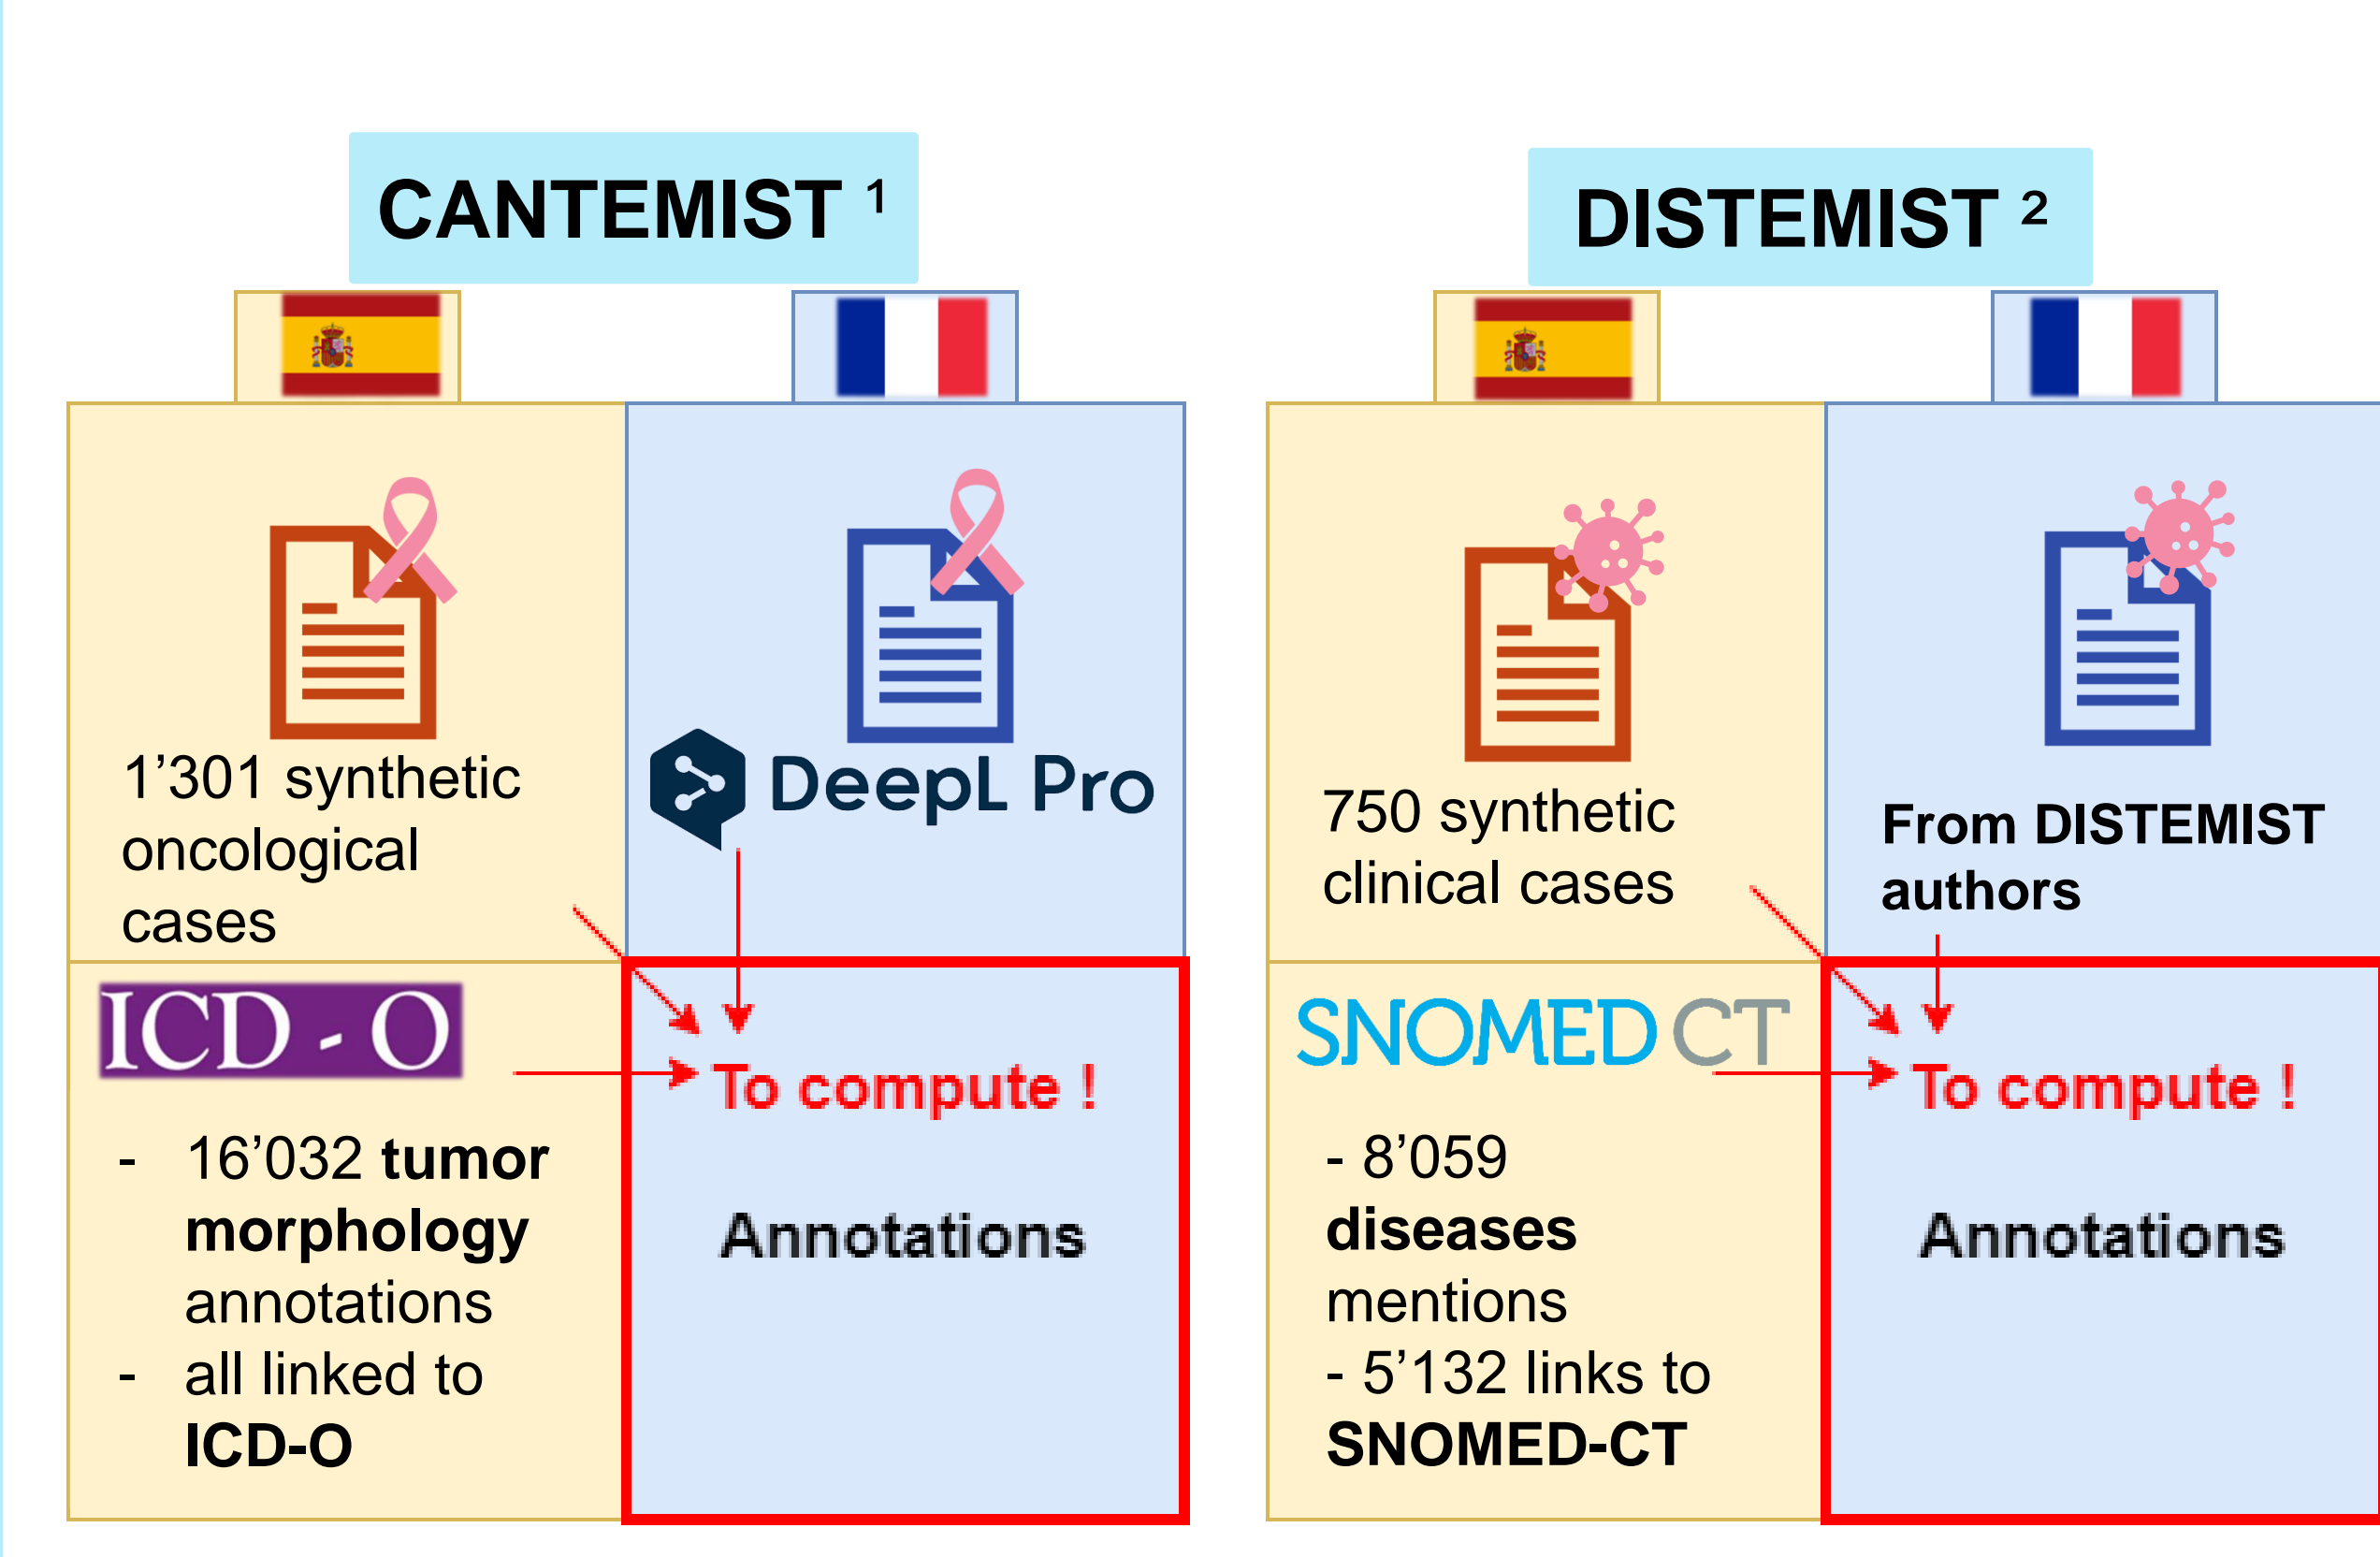 CANTEMIST 1
1’301 synthetic
oncological
cases
DeepL Pro
ICD - O
- 16’032 tumor
morphology
annotations
- all linked to
ICD-O
To compute !
Annotations
DISTEMIST 2
750 synthetic
clinical cases
From DISTEMIST
authors
SNOMED CT
- 8’059
diseases
mentions
- 5’132 links to
SNOMED-CT
To compute !
Annotations